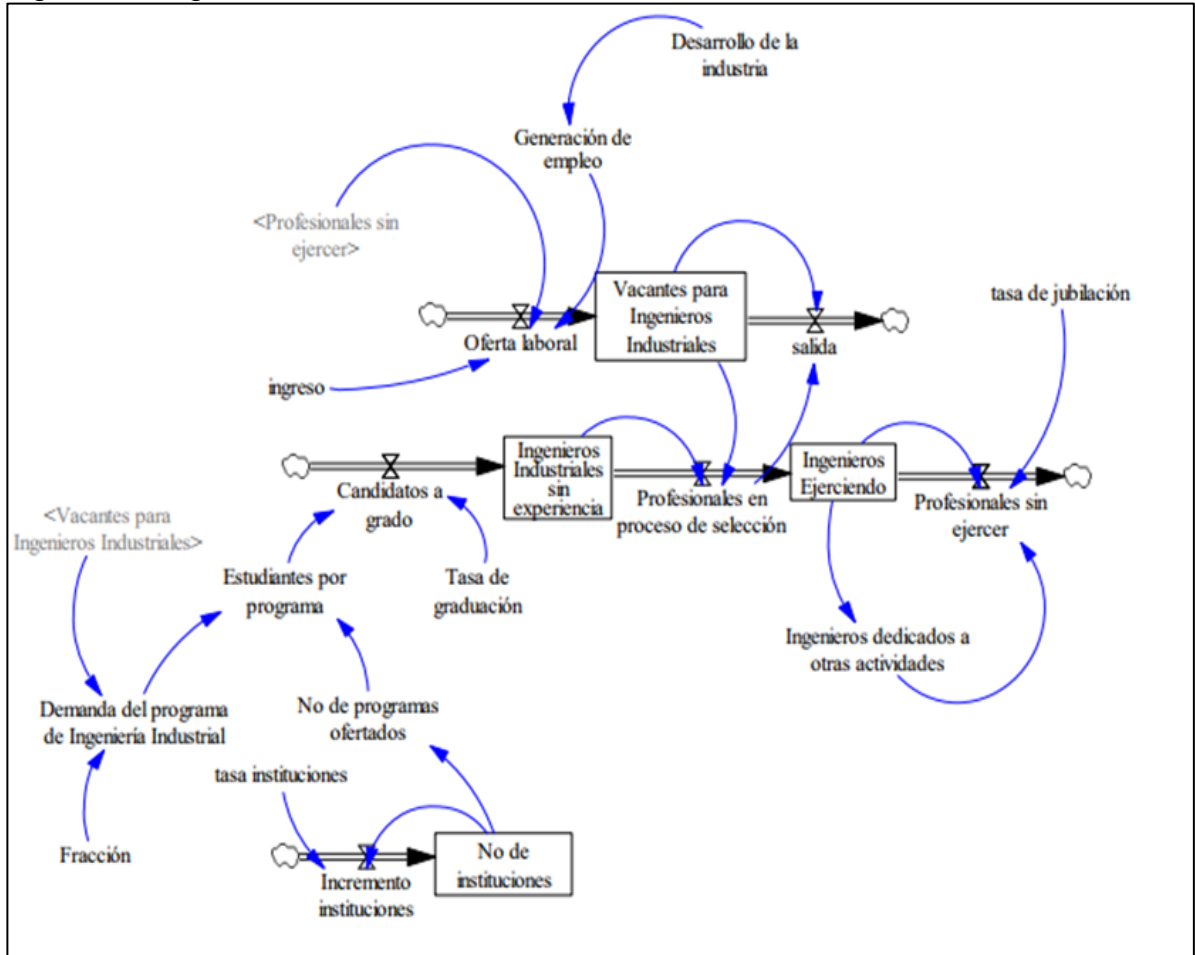 Desarrollo de la
industria
Generación de
empleo
<Profesionales sin
ejercer>
Vacantes para
Ingenieros
Industriales
tasa de jubilación
Oferta laboral
salida
ingreso
Ingenieros
Industriales
sin
experiencia
Ingenieros
Ejerciendo
Candidatos a
grado
Profesionales en
proceso de selección
Profesionales sin
ejercer
<Vacantes para
Ingenieros Industriales>
Estudiantes por
programa
Tasa de
graduación
Ingenieros dedicados a
otras actividades
Demanda del programa
de Ingeniería Industrial
No de programas
ofertados
tasa instituciones
Fracción
No de
instituciones
Incremento
instituciones